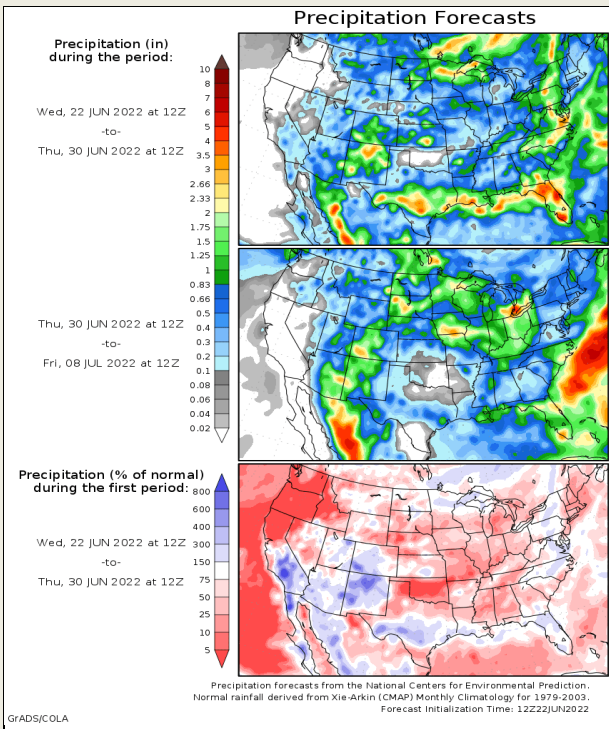 Precipitation Forecasts
Precipitation (in)
during the period:
Wed, 22 JUN 2022 at 12Z
-to-
Thu, 30 JUN 2022 at 12Z
10
8
7
6
5
4
3.5
3
2.66
2.33
2
1.75
1.5
1.25
1
0.83
0.66
0.5
0.4
0.3
0.2
0.1
0.08
0.06
0.04
0.02
Thu, 30 JUN 2022 at 12Z
-to-
Fri, 08 JUL 2022 at 12Z
Precipitation (% of normal)
during the first period:
Wed, 22 JUN 2022 at 12Z
-to-
Thu, 30 JUN 2022 at 12Z
800
600
400
300
150
75
50
25
10
5
Precipitation forecasts from the National Centers for Environmental Prediction.
Normal rainfall derived from Xie-Arkin (CMAP) Monthly Climatology for 1979-2003.
Forecast Initialization Time: 12Z22JUN2022
GrADS/COLA